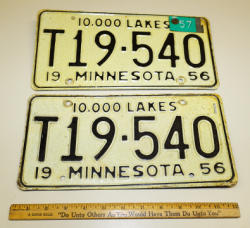 10,000 LAKES 57
T19·540
19 MINNESOTA 56
10,000 LAKES
T19·540
19 MINNESOTA 56
"Do Unto Others As You Would Have Them Do Unto You"